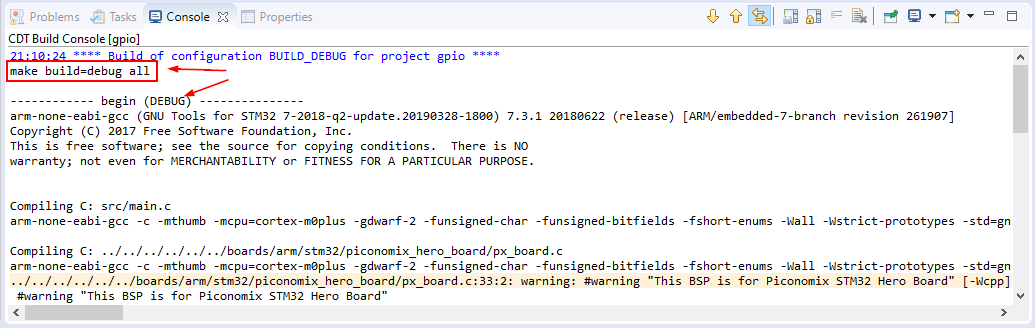 Problems Tasks Console Properties
CDT Build Console [gpio]
21:10:24 **** Build of configuration BUILD_DEBUG for project gpio ****
make build=debug all
------------ begin (DEBUG) ---------------
arm-none-eabi-gcc (GNU Tools for STM32 7-2018-q2-update.20190328-1800) 7.3.1 20180622 (release) [ARM/embedded-7-branch revision 261907]
Copyright (C) 2017 Free Software Foundation, Inc.
This is free software; see the source for copying conditions.  There is NO
warranty; not even for MERCHANTABILITY or FITNESS FOR A PARTICULAR PURPOSE.
Compiling C: src/main.c
arm-none-eabi-gcc -c -mthumb -mcpu=cortex-m0plus -gdwarf-2 -funsigned-char -funsigned-bitfields -fshort-enums -Wall -Wstrict-prototypes -std=gn
Compiling C: ../../../../../../boards/arm/stm32/piconomix_hero_board/px_board.c
arm-none-eabi-gcc -c -mthumb -mcpu=cortex-m0plus -gdwarf-2 -funsigned-char -funsigned-bitfields -fshort-enums -Wall -Wstrict-prototypes -std=gn
../../../../../../boards/arm/stm32/piconomix_hero_board/px_board.c:33:2: warning: #warning "This BSP is for Piconomix STM32 Hero Board" [-Wcpp]
#warning "This BSP is for Piconomix STM32 Hero Board"